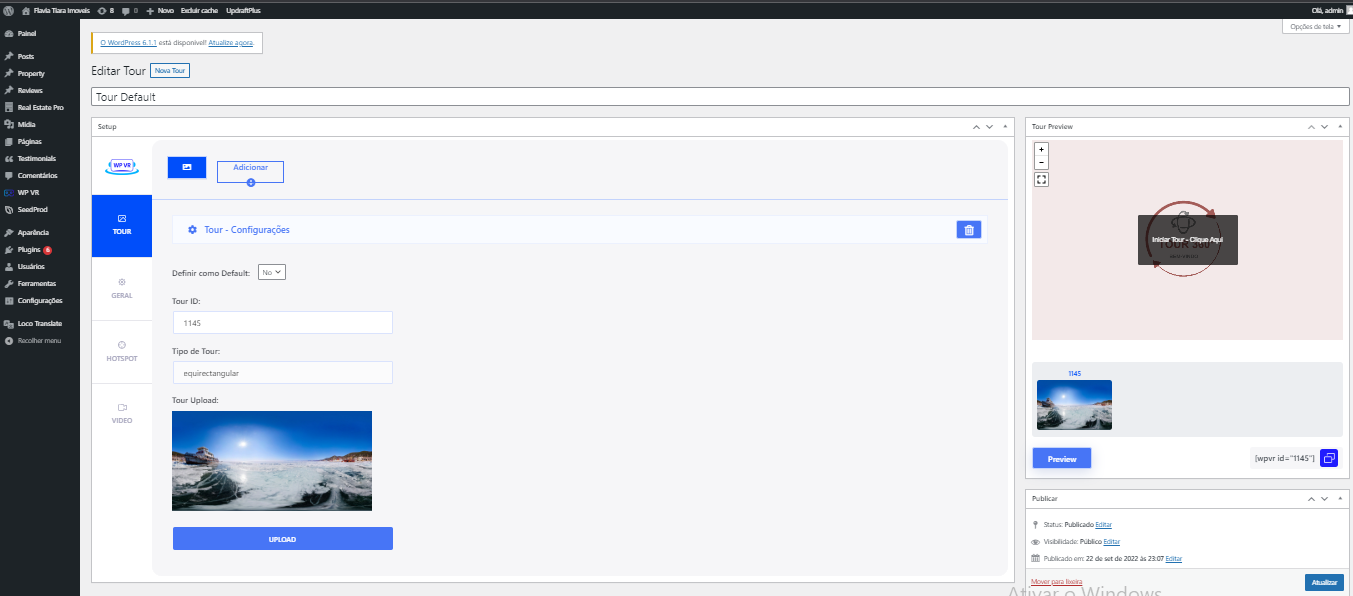 Flavia Tiara Imoveis 8 0 Novo Excluir cache UpdraftPlus Olá, admin
Opções de tela
Painel
Posts
Property
Reviews
Real Estate Pro
Mídia
Páginas
Testimonials
Comentários
WP VR
SeedProd
Aparência
Plugins 6
Usuários
Ferramentas
Configurações
Loco Translate
Recolher menu
O WordPress 6.1.1 está disponível! Atualize agora.
Editar Tour Nova Tour
Tour Default
Setup
WP VR
TOUR
GERAL
HOTSPOT
VIDEO
Adicionar
Tour - Configurações
Definir como Default: No
Tour ID:
1145
Tipo de Tour:
equirectangular
Tour Upload:
UPLOAD
Tour Preview
+
−
Iniciar Tour - Clique Aqui
TOUR 360
1145
Preview
[wpvr id="1145"]
Publicar
Status: Publicado Editar
Visibilidade: Público Editar
Publicado em: 22 de set de 2022 às 23:07 Editar
Mover para lixeira
Atualizar
Ativar o Windows